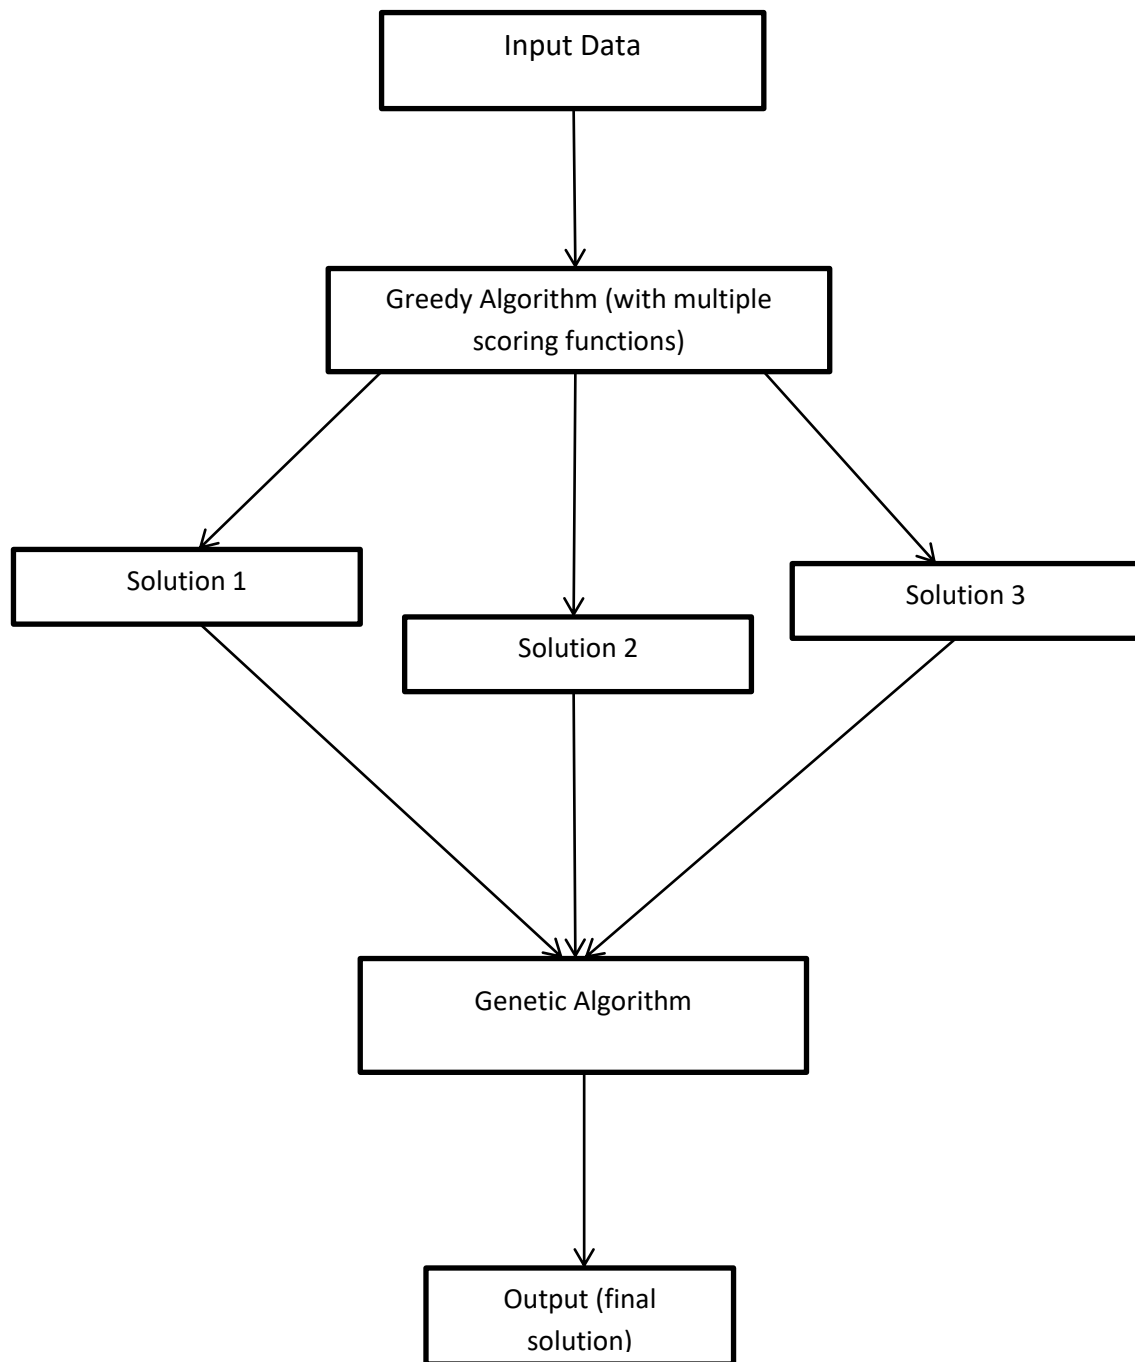 Input Data
Greedy Algorithm (with multiple
scoring functions)
Solution 1
Solution 2
Solution 3
Genetic Algorithm
Output (final
solution)